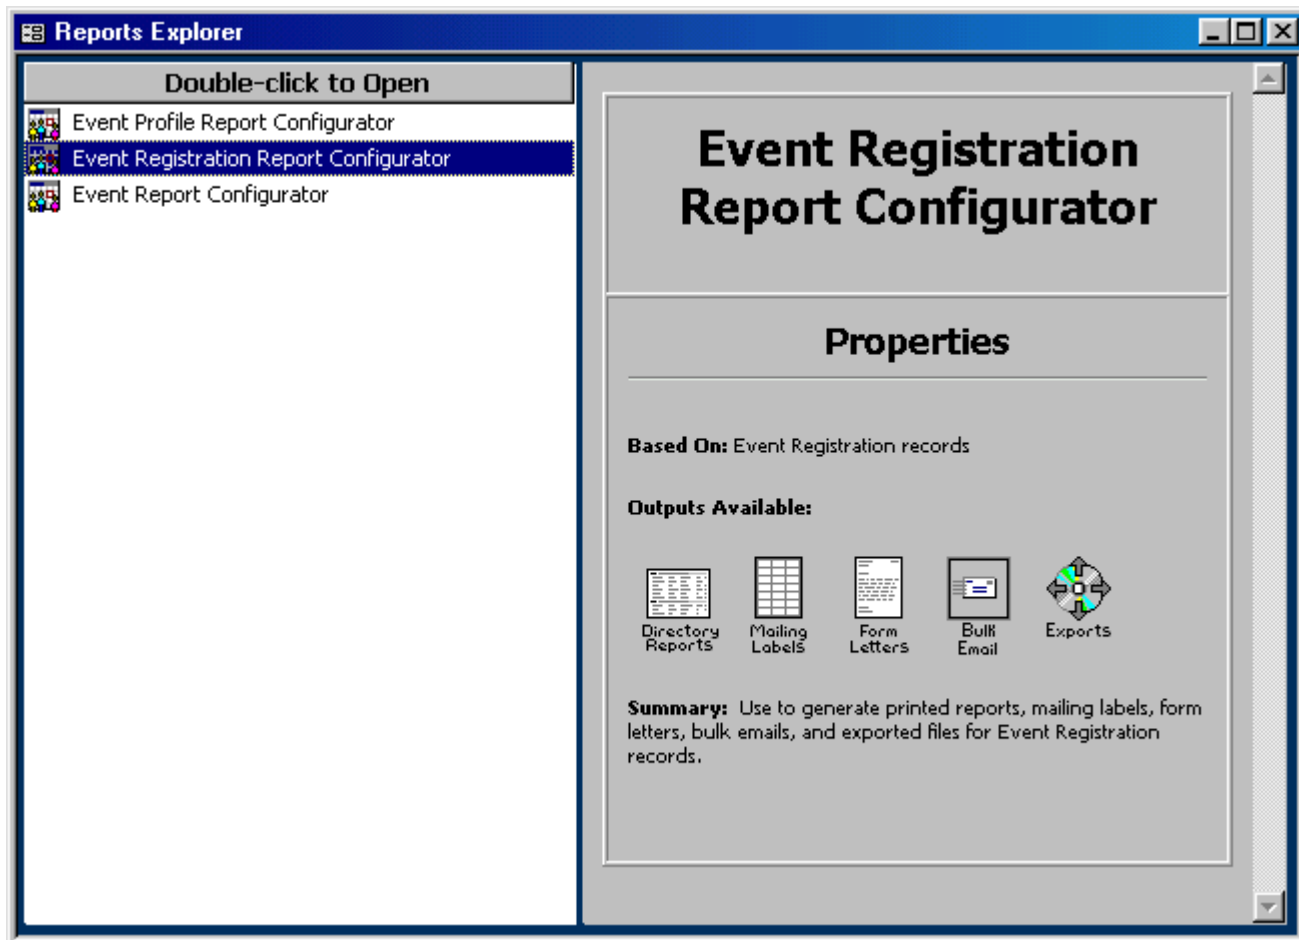 Reports Explorer
Double-click to Open
Event Profile Report Configurator
Event Registration Report Configurator
Event Report Configurator
Event Registration
Report Configurator
Properties
Based On: Event Registration records
Outputs Available:
Directory
Reports
Mailing
Labels
Form
Letters
Bulk
Email
Exports
Summary: Use to generate printed reports, mailing labels, form
letters, bulk emails, and exported files for Event Registration
records.